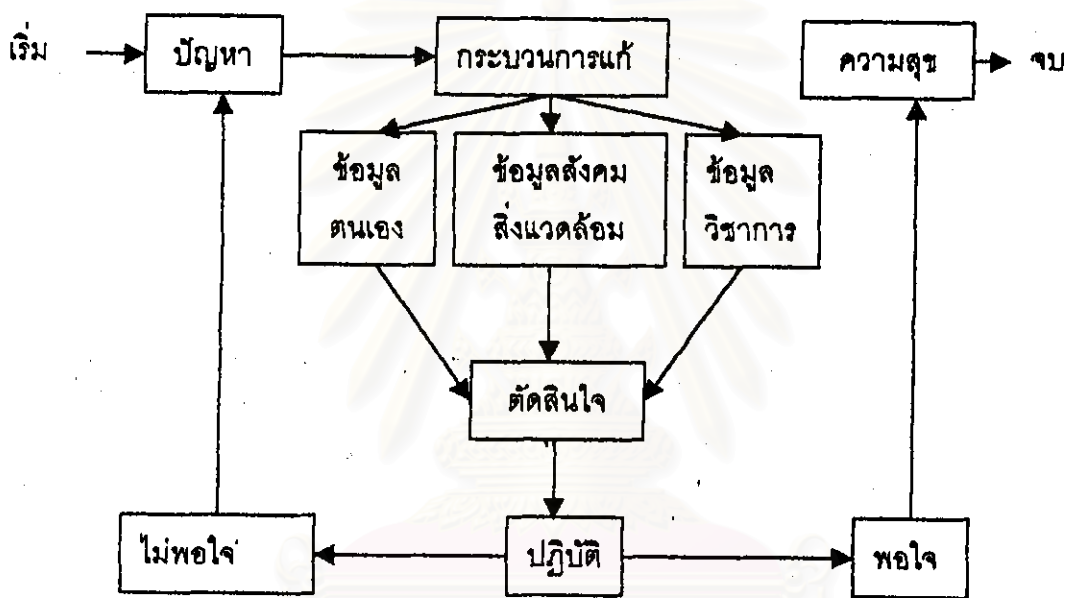 เริ่ม
ปัญหา
กระบวนการแก้
ความสุข
จบ
ข้อมูล
ตนเอง
ข้อมูลสังคม
สิ่งแวดล้อม
ข้อมูล
วิชาการ
ตัดสินใจ
ไม่พอใจ
ปฏิบัติ
พอใจ